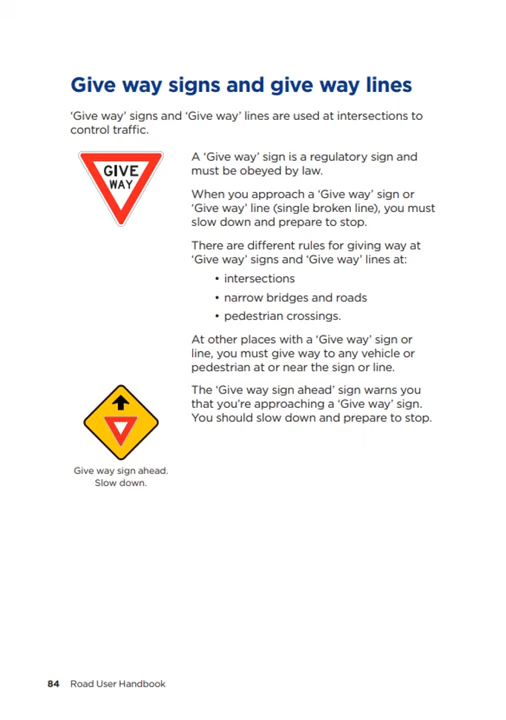 Give way signs and give way lines
‘Give way’ signs and ‘Give way’ lines are used at intersections to
control traffic.
GIVE
WAY
A ‘Give way’ sign is a regulatory sign and
must be obeyed by law.
When you approach a ‘Give way’ sign or
‘Give way’ line (single broken line), you must
slow down and prepare to stop.
There are different rules for giving way at
‘Give way’ signs and ‘Give way’ lines at:
• intersections
• narrow bridges and roads
• pedestrian crossings.
At other places with a ‘Give way’ sign or
line, you must give way to any vehicle or
pedestrian at or near the sign or line.
The ‘Give way sign ahead’ sign warns you
that you’re approaching a ‘Give way’ sign.
You should slow down and prepare to stop.
Give way sign ahead.
Slow down.
84 Road User Handbook